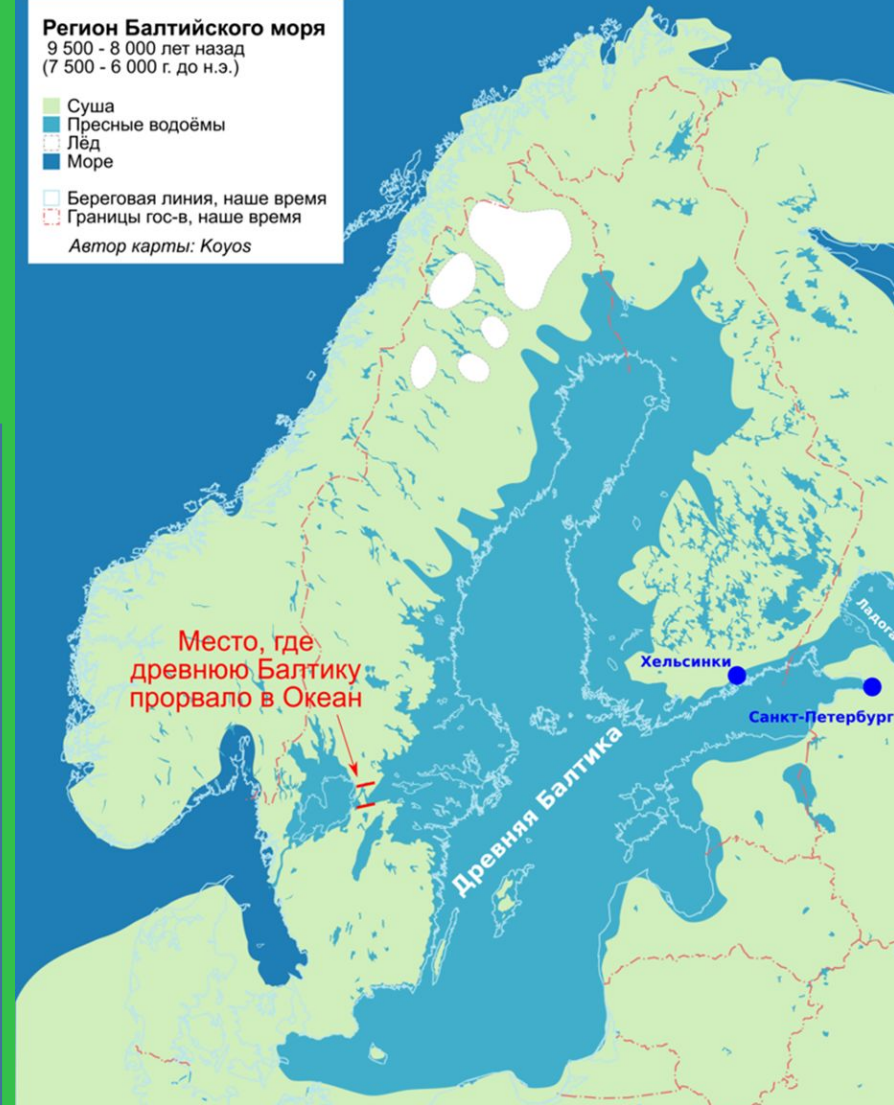 Регион Балтийского моря
9 500 - 8 000 лет назад
(7 500 - 6 000 г. до н.э.)
Суша
Пресные водоёмы
Лёд
Море
Береговая линия, наше время
Границы гос-в, наше время
Автор карты: Koyos
Место, где
древнюю Балтику
прорвало в Океан
Ладог
Хельсинки
Санкт-Петербург
Древняя Балтика